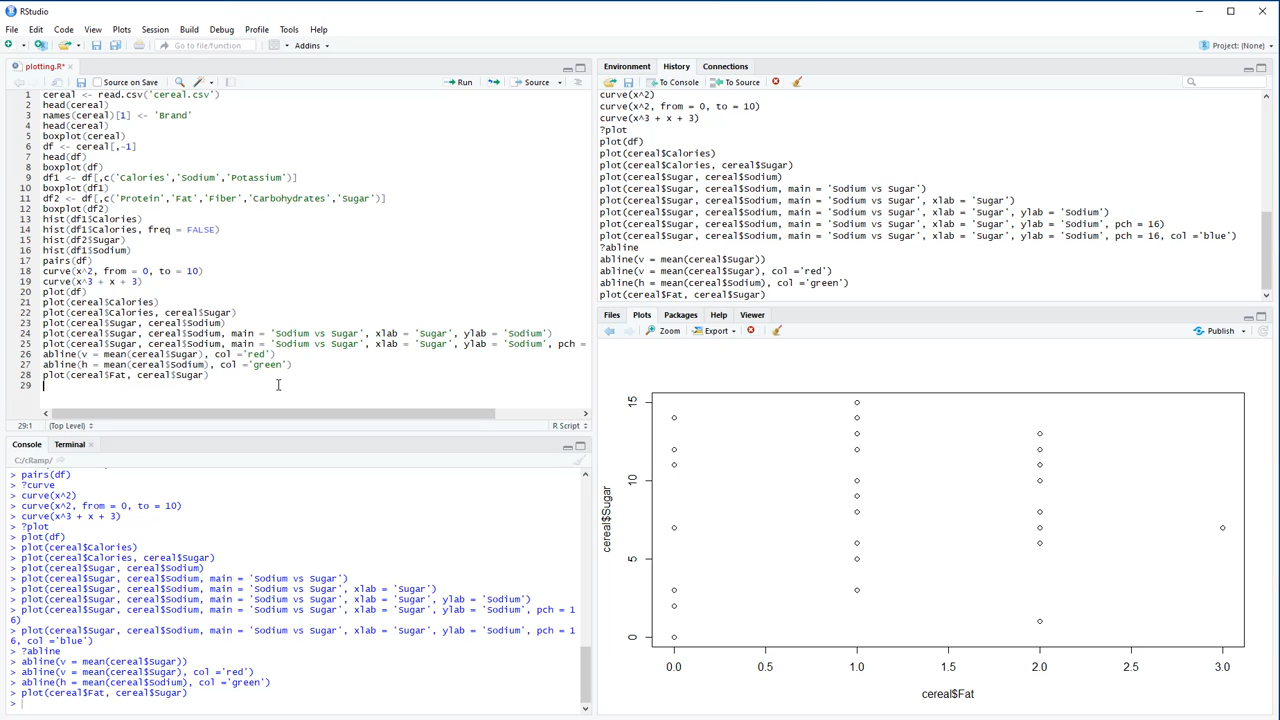 RStudio
File Edit Code View Plots Session Build Debug Profile Tools Help
Go to file/function Addins Project: (None)
plotting.R*
Source on Save Run Source
1 cereal <- read.csv('cereal.csv')
2 head(cereal)
3 names(cereal)[1] <- 'Brand'
4 head(cereal)
5 boxplot(cereal)
6 df <- cereal[,-1]
7 head(df)
8 boxplot(df)
9 df1 <- df[,c('Calories','Sodium','Potassium')]
10 boxplot(df1)
11 df2 <- df[,c('Protein','Fat','Fiber','Carbohydrates','Sugar')]
12 boxplot(df2)
13 hist(df1$Calories)
14 hist(df1$Calories, freq = FALSE)
15 hist(df2$Sugar)
16 hist(df1$Sodium)
17 pairs(df)
18 curve(x^2, from = 0, to = 10)
19 curve(x^3 + x + 3)
20 plot(df)
21 plot(cereal$Calories)
22 plot(cereal$Calories, cereal$Sugar)
23 plot(cereal$Sugar, cereal$Sodium)
24 plot(cereal$Sugar, cereal$Sodium, main = 'Sodium vs Sugar', xlab = 'Sugar', ylab = 'Sodium')
25 plot(cereal$Sugar, cereal$Sodium, main = 'Sodium vs Sugar', xlab = 'Sugar', ylab = 'Sodium', pch =
26 abline(v = mean(cereal$Sugar), col ='red')
27 abline(h = mean(cereal$Sodium), col ='green')
28 plot(cereal$Fat, cereal$Sugar)
29
29:1 (Top Level) R Script
Console Terminal
C:/cRamp/
> pairs(df)
> ?curve
> curve(x^2)
> curve(x^2, from = 0, to = 10)
> curve(x^3 + x + 3)
> ?plot
> plot(df)
> plot(cereal$Calories)
> plot(cereal$Calories, cereal$Sugar)
> plot(cereal$Sugar, cereal$Sodium)
> plot(cereal$Sugar, cereal$Sodium, main = 'Sodium vs Sugar')
> plot(cereal$Sugar, cereal$Sodium, main = 'Sodium vs Sugar', xlab = 'Sugar')
> plot(cereal$Sugar, cereal$Sodium, main = 'Sodium vs Sugar', xlab = 'Sugar', ylab = 'Sodium')
> plot(cereal$Sugar, cereal$Sodium, main = 'Sodium vs Sugar', xlab = 'Sugar', ylab = 'Sodium', pch = 1
6)
> plot(cereal$Sugar, cereal$Sodium, main = 'Sodium vs Sugar', xlab = 'Sugar', ylab = 'Sodium', pch = 1
6, col ='blue')
> ?abline
> abline(v = mean(cereal$Sugar))
> abline(v = mean(cereal$Sugar), col ='red')
> abline(h = mean(cereal$Sodium), col ='green')
> plot(cereal$Fat, cereal$Sugar)
>
Environment History Connections
To Console To Source
curve(x^2)
curve(x^2, from = 0, to = 10)
curve(x^3 + x + 3)
?plot
plot(df)
plot(cereal$Calories)
plot(cereal$Calories, cereal$Sugar)
plot(cereal$Sugar, cereal$Sodium)
plot(cereal$Sugar, cereal$Sodium, main = 'Sodium vs Sugar')
plot(cereal$Sugar, cereal$Sodium, main = 'Sodium vs Sugar', xlab = 'Sugar')
plot(cereal$Sugar, cereal$Sodium, main = 'Sodium vs Sugar', xlab = 'Sugar', ylab = 'Sodium')
plot(cereal$Sugar, cereal$Sodium, main = 'Sodium vs Sugar', xlab = 'Sugar', ylab = 'Sodium', pch = 16)
plot(cereal$Sugar, cereal$Sodium, main = 'Sodium vs Sugar', xlab = 'Sugar', ylab = 'Sodium', pch = 16, col ='blue')
?abline
abline(v = mean(cereal$Sugar))
abline(v = mean(cereal$Sugar), col ='red')
abline(h = mean(cereal$Sodium), col ='green')
plot(cereal$Fat, cereal$Sugar)
Files Plots Packages Help Viewer
Zoom Export Publish
15
10
5
0
cereal$Sugar
0.0 0.5 1.0 1.5 2.0 2.5 3.0
cereal$Fat